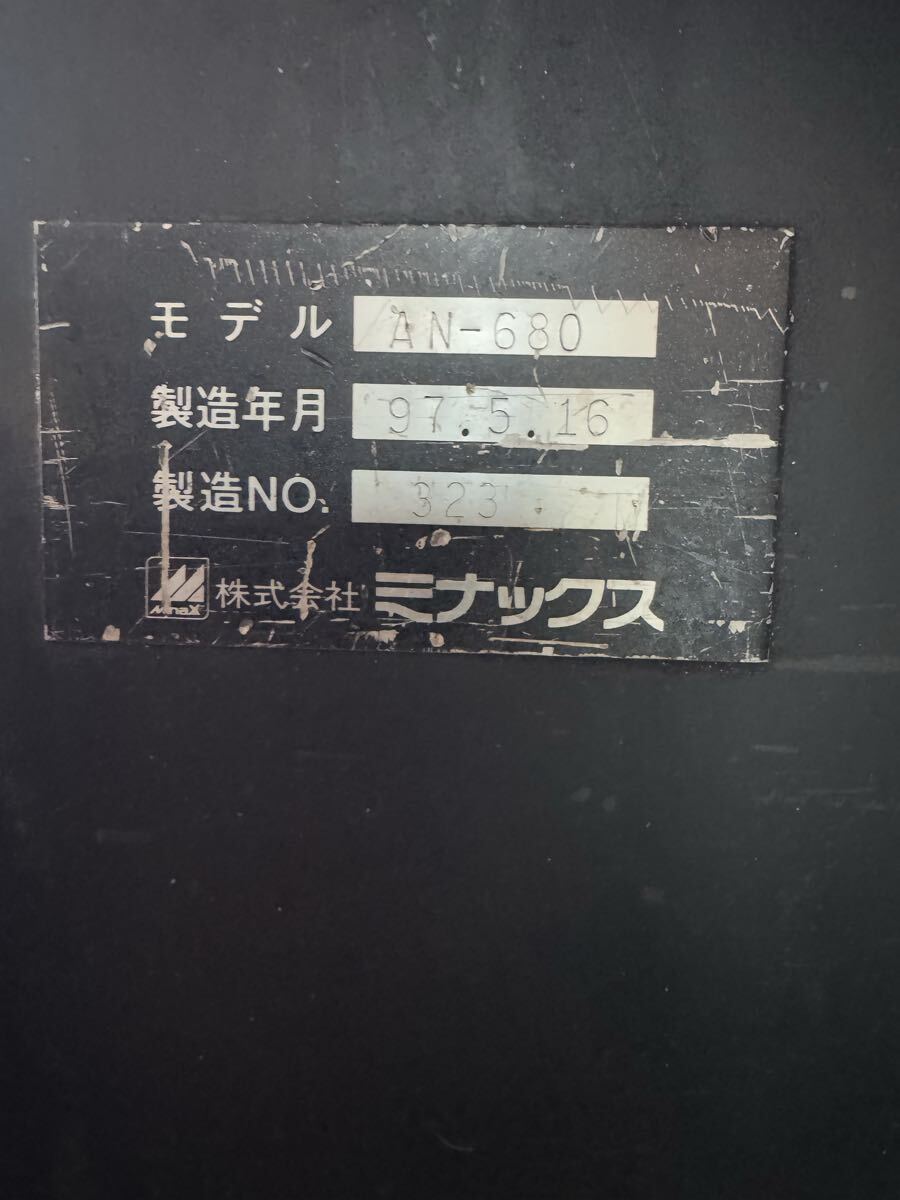 モデル AN-680
製造年月 97.5.16
製造NO. 323
MinaX 株式会社 ミナックス